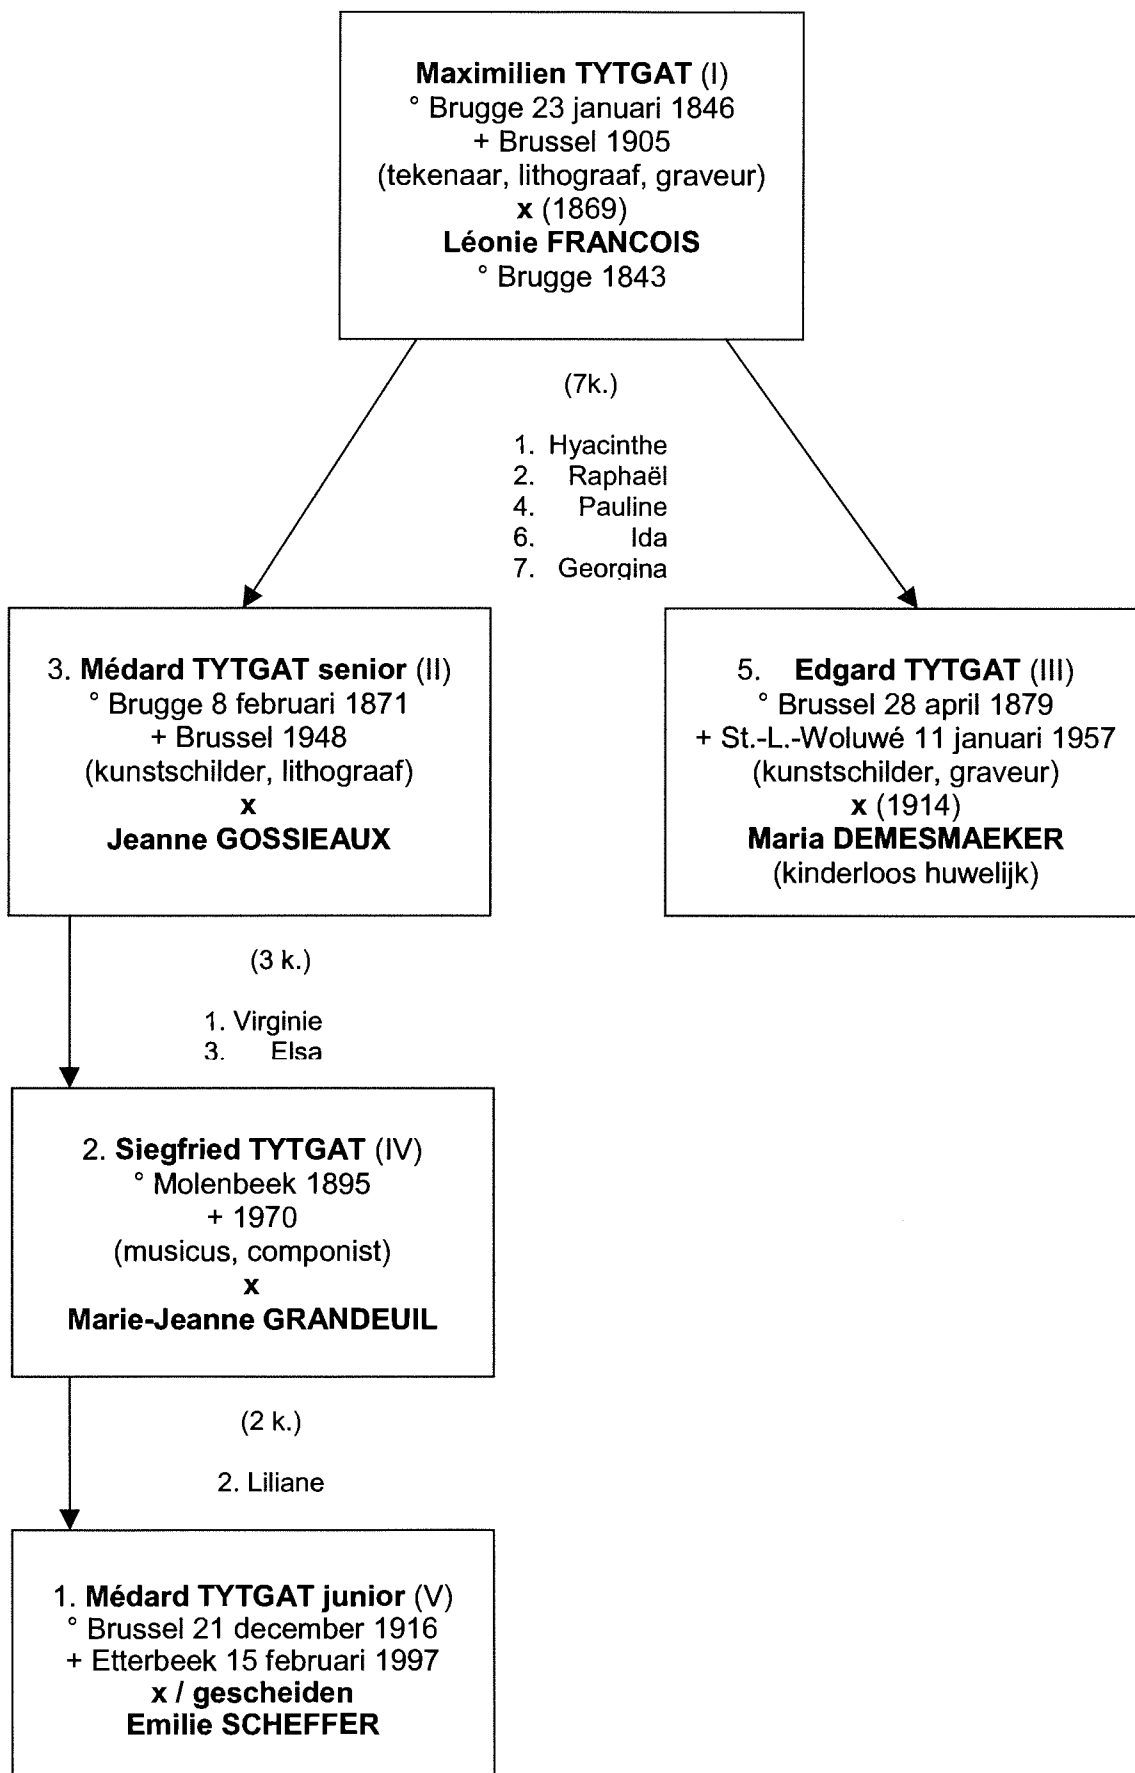 Maximilien TYTGAT (I)
° Brugge 23 januari 1846
+ Brussel 1905
(tekenaar, lithograaf, graveur)
x (1869)
Léonie FRANCOIS
° Brugge 1843
(7k.)
1. Hyacinthe
2. Raphaël
4. Pauline
6. Ida
7. Georgina
3. Médard TYTGAT senior (II)
° Brugge 8 februari 1871
+ Brussel 1948
(kunstschilder, lithograaf)
x
Jeanne GOSSIEAUX
5. Edgard TYTGAT (III)
° Brussel 28 april 1879
+ St.-L.-Woluwé 11 januari 1957
(kunstschilder, graveur)
x (1914)
Maria DEMESMAEKER
(kinderloos huwelijk)
(3 k.)
1. Virginie
3. Elsa
2. Siegfried TYTGAT (IV)
° Molenbeek 1895
+ 1970
(musicus, componist)
x
Marie-Jeanne GRANDEUIL
(2 k.)
2. Liliane
1. Médard TYTGAT junior (V)
° Brussel 21 december 1916
+ Etterbeek 15 februari 1997
x / gescheiden
Emilie SCHEFFER